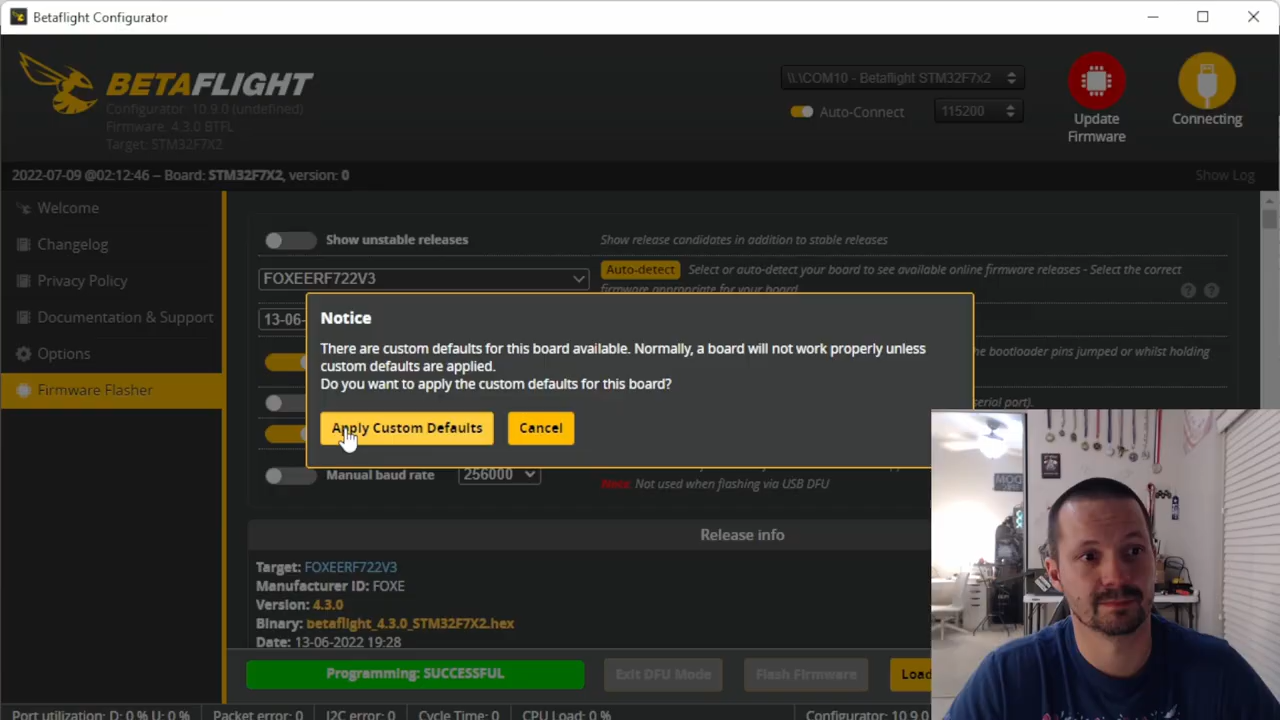 Betaflight Configurator
BETAFLIGHT
Configurator: 10.9.0 (undefined)
Firmware: 4.3.0 BTFL
Target: STM32F7X2
\\.\COM10 - Betaflight STM32F7x2
Auto-Connect
115200
Update
Firmware
Connecting
2022-07-09 @02:12:46 -- Board: STM32F7X2, version: 0
Show Log
Welcome
Changelog
Privacy Policy
Documentation & Support
Options
Firmware Flasher
Show unstable releases
Show release candidates in addition to stable releases
FOXEERF722V3
Auto-detect
Select or auto-detect your board to see available online firmware releases - Select the correct
firmware appropriate for your board.
13-06-
Notice
There are custom defaults for this board available. Normally, a board will not work properly unless
custom defaults are applied.
Do you want to apply the custom defaults for this board?
Apply Custom Defaults
Cancel
he bootloader pins jumped or whilst holding
serial port).
Manual baud rate
256000
Note: Not used when flashing via USB DFU
Release info
Target: FOXEERF722V3
Manufacturer ID: FOXE
Version: 4.3.0
Binary: betaflight_4.3.0_STM32F7X2.hex
Date: 13-06-2022 19:28
Programming: SUCCESSFUL
Exit DFU Mode
Flash Firmware
Load
Port utilization: D: 0 % U: 0 %
Packet error: 0
I2C error: 0
Cycle Time: 0
CPU Load: 0 %
Configurator: 10.9.0